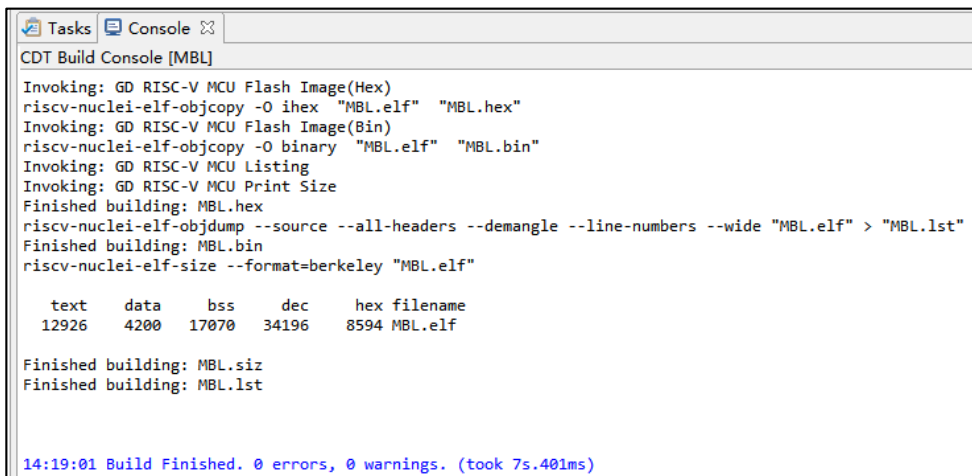 Tasks Console
CDT Build Console [MBL]
Invoking: GD RISC-V MCU Flash Image(Hex)
riscv-nuclei-elf-objcopy -O ihex  "MBL.elf"  "MBL.hex"
Invoking: GD RISC-V MCU Flash Image(Bin)
riscv-nuclei-elf-objcopy -O binary  "MBL.elf"  "MBL.bin"
Invoking: GD RISC-V MCU Listing
Invoking: GD RISC-V MCU Print Size
Finished building: MBL.hex
riscv-nuclei-elf-objdump --source --all-headers --demangle --line-numbers --wide "MBL.elf" > "MBL.lst"
Finished building: MBL.bin
riscv-nuclei-elf-size --format=berkeley "MBL.elf"
   text    data     bss     dec     hex filename
  12926    4200   17070   34196    8594 MBL.elf
Finished building: MBL.siz
Finished building: MBL.lst
14:19:01 Build Finished. 0 errors, 0 warnings. (took 7s.401ms)